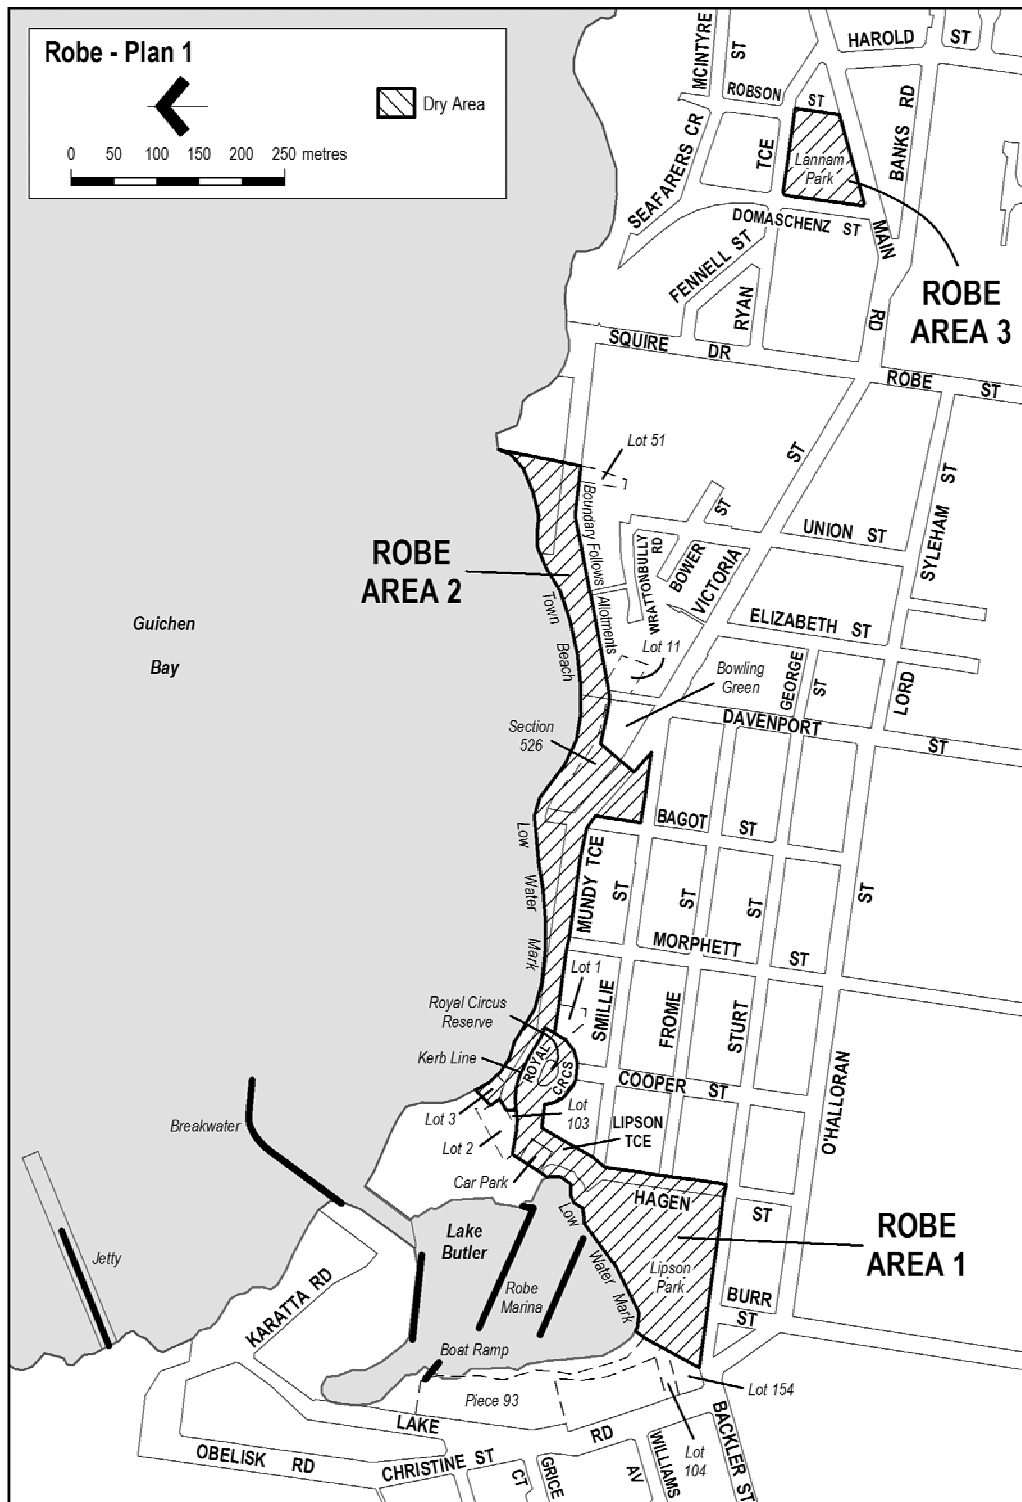 Robe - Plan 1
Dry Area
0 50 100 150 200 250 metres
MCINTYRE
ST
HAROLD ST
ROBSON
ST
BANKS RD
SEAFARERS CR
TCE
Lannam
Park
DOMASCHENZ ST
MAIN
RD
FENNELL ST
RYAN
ROBE
AREA 3
SQUIRE DR
ROBE ST
Lot 51
ST
SYLEHAM ST
UNION ST
Boundary Follows Allotments
WRATTONBULLY
RD
BOWER
ST
VICTORIA
ROBE
AREA 2
Town Beach
Guichen
Bay
ELIZABETH ST
Lot 11
Bowling
Green
GEORGE
ST
LORD
DAVENPORT
ST
Section
526
Low Water Mark
BAGOT
ST
MUNDY TCE
ST
ST
ST
ST
MORPHETT
ST
Lot 1
Royal Circus
Reserve
Kerb Line
ROYAL
CRCS
SMILLIE
FROME
STURT
COOPER ST
O'HALLORAN
Lot 3
Lot
103
Lot 2
LIPSON
TCE
Car Park
Breakwater
HAGEN
ST
Low Water Mark
Lake
Butler
Robe
Marina
Lipson
Park
ROBE
AREA 1
BURR
ST
Jetty
KARATTA RD
Boat Ramp
Piece 93
Lot 154
LAKE
RD
Lot
104
BACKLER ST
WILLIAMS
AV
OBELISK RD
CHRISTINE ST
CT
GRICE